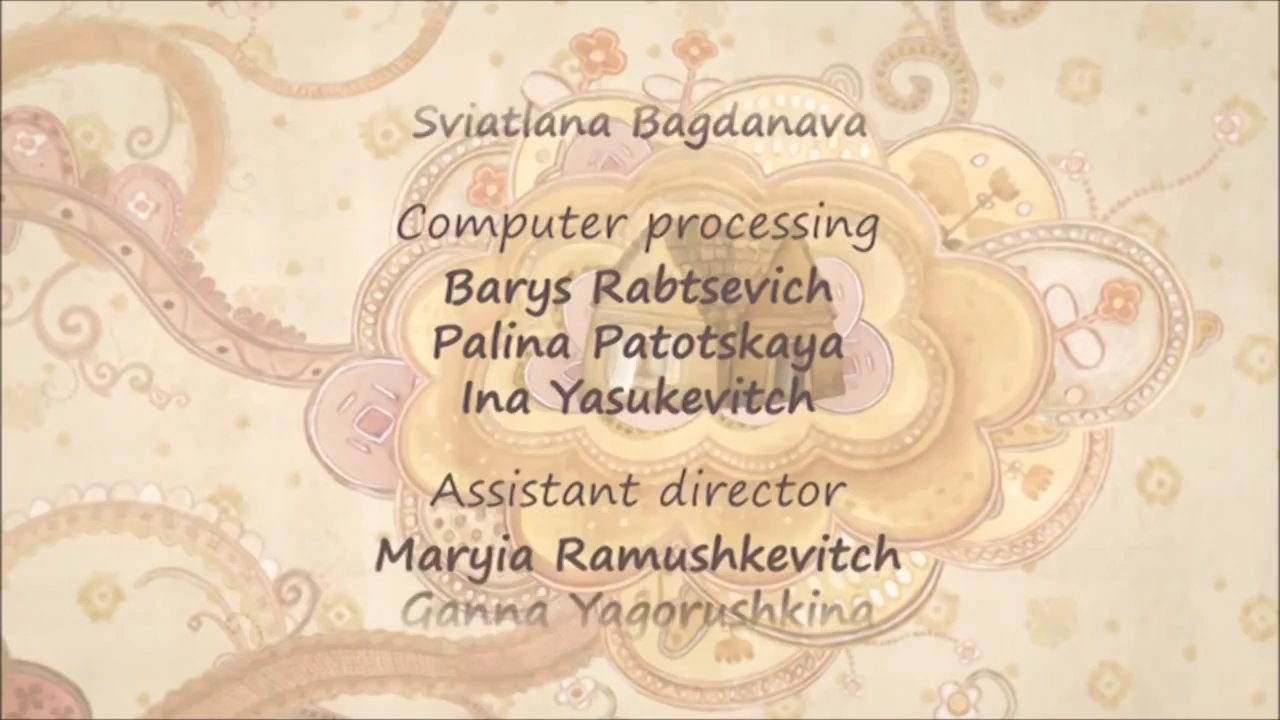 Sviatlana Bagdanava
Computer processing
Barys Rabtsevich
Palina Patotskaya
Ina Yasukevitch
Assistant director
Maryia Ramushkevitch
Ganna Yagorushkina